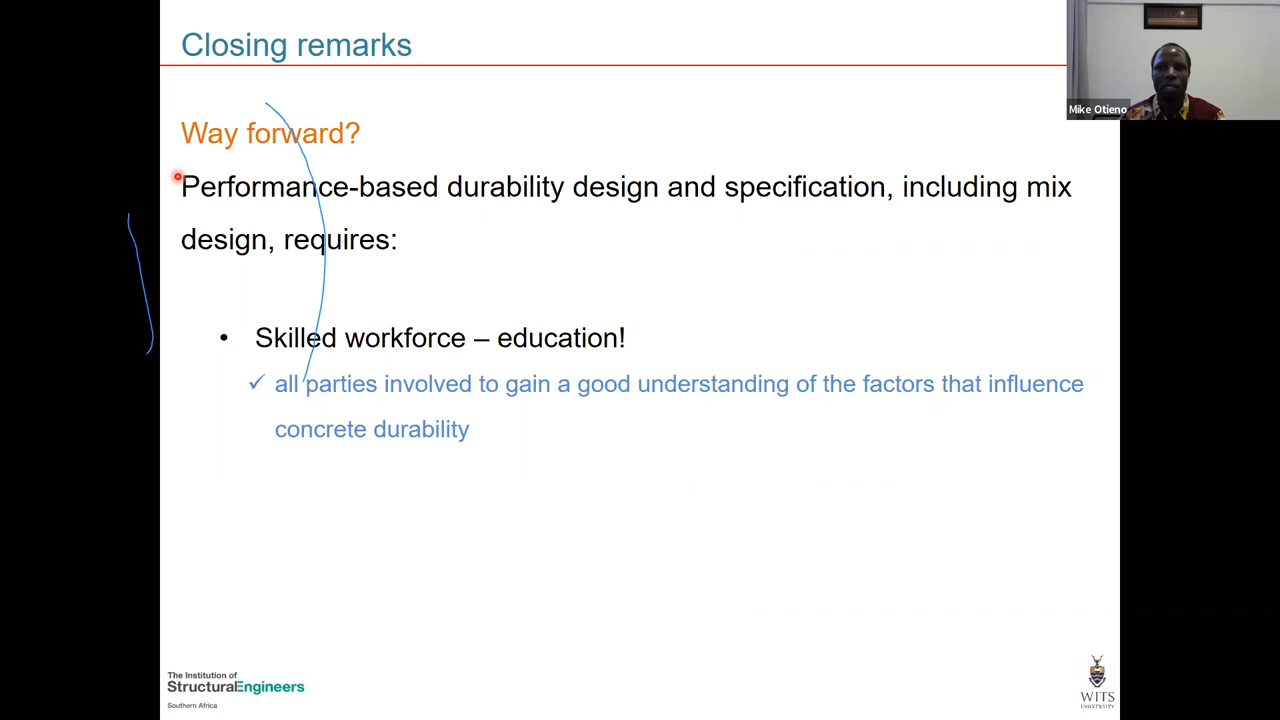 Closing remarks
Mike Otieno
Way forward?
Performance-based durability design and specification, including mix
design, requires:
• Skilled workforce – education!
✓ all parties involved to gain a good understanding of the factors that influence
concrete durability
The Institution of
StructuralEngineers
Southern Africa
WITS
UNIVERSITY